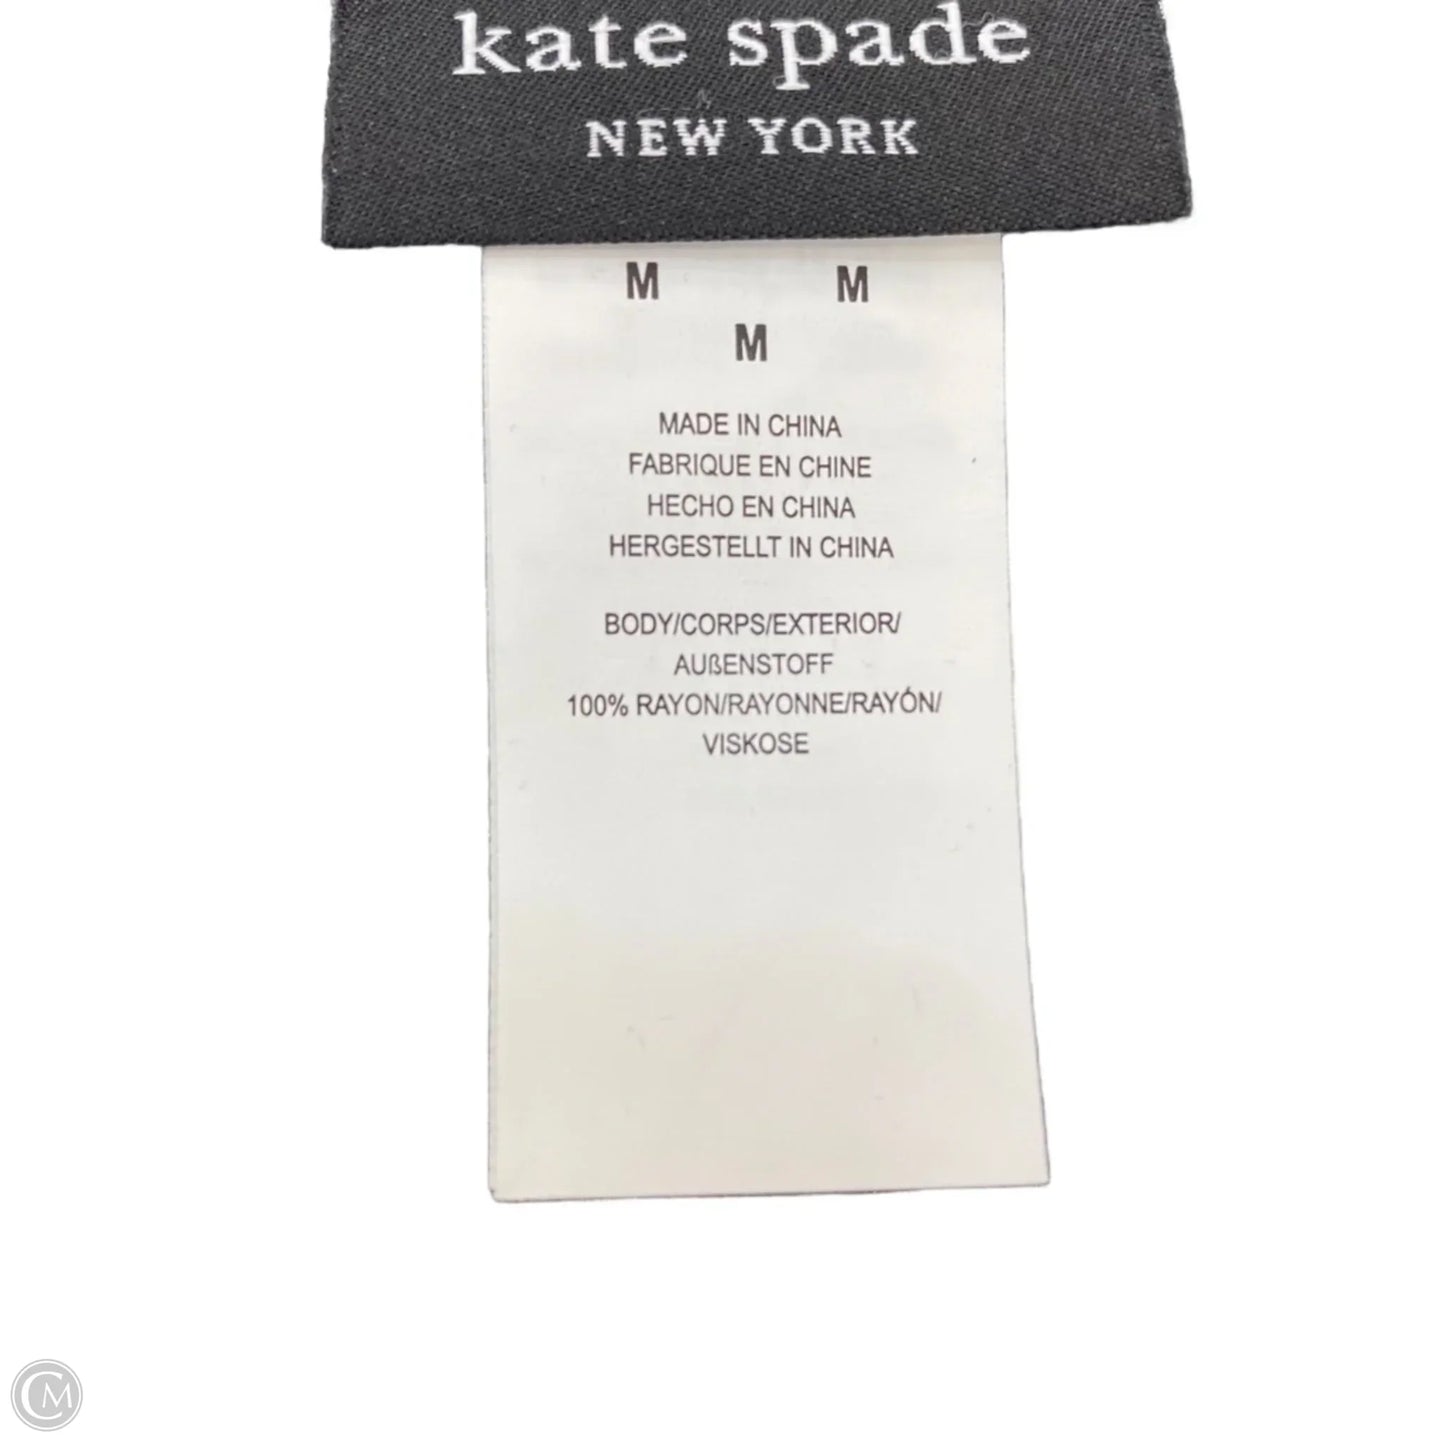 kate spade
NEW YORK
M M
M
MADE IN CHINA
FABRIQUE EN CHINE
HECHO EN CHINA
HERGESTELLT IN CHINA
BODY/CORPS/EXTERIOR/
AUßENSTOFF
100% RAYON/RAYONNE/RAYÓN/
VISKOSE
CM